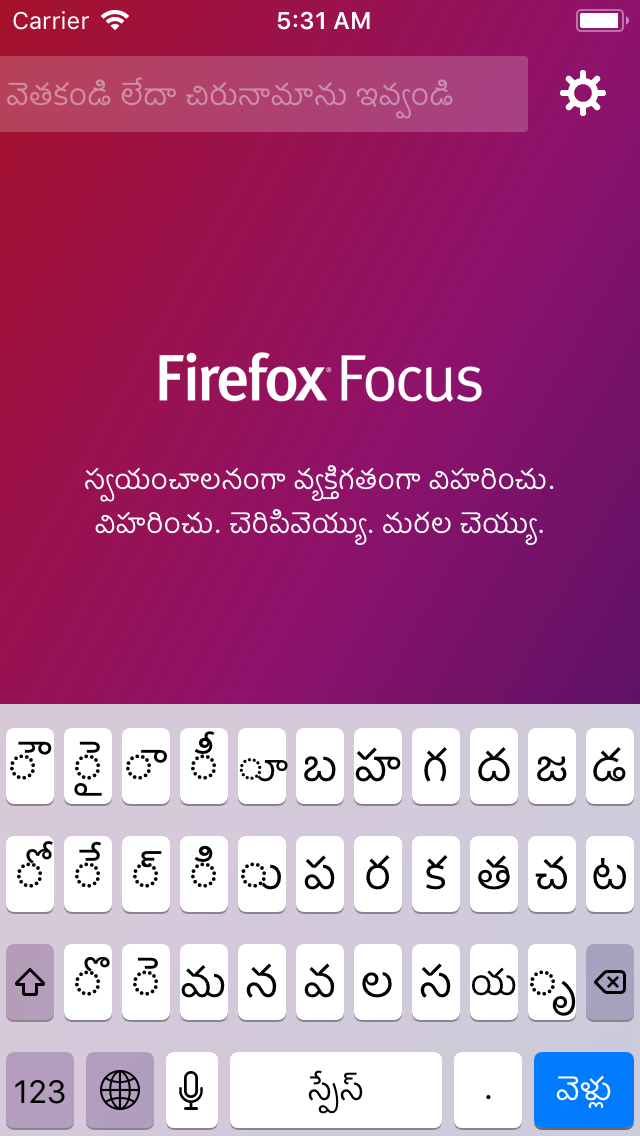 Carrier 5:31 AM
వెతకండి లేదా చిరునామాను ఇవ్వండి
Firefox® Focus
స్వయంచాలనంగా వ్యక్తిగతంగా విహరించు.
విహరించు. చెరిపివెయ్యు. మరల చెయ్యు.
ౌ ై ా ీ ూ బ హ గ ద జ డ
ో ే ్ ి ు ప ర క త చ ట
ొ ె మ న వ ల స య ృ
123 స్పేస్ . వెళ్లు